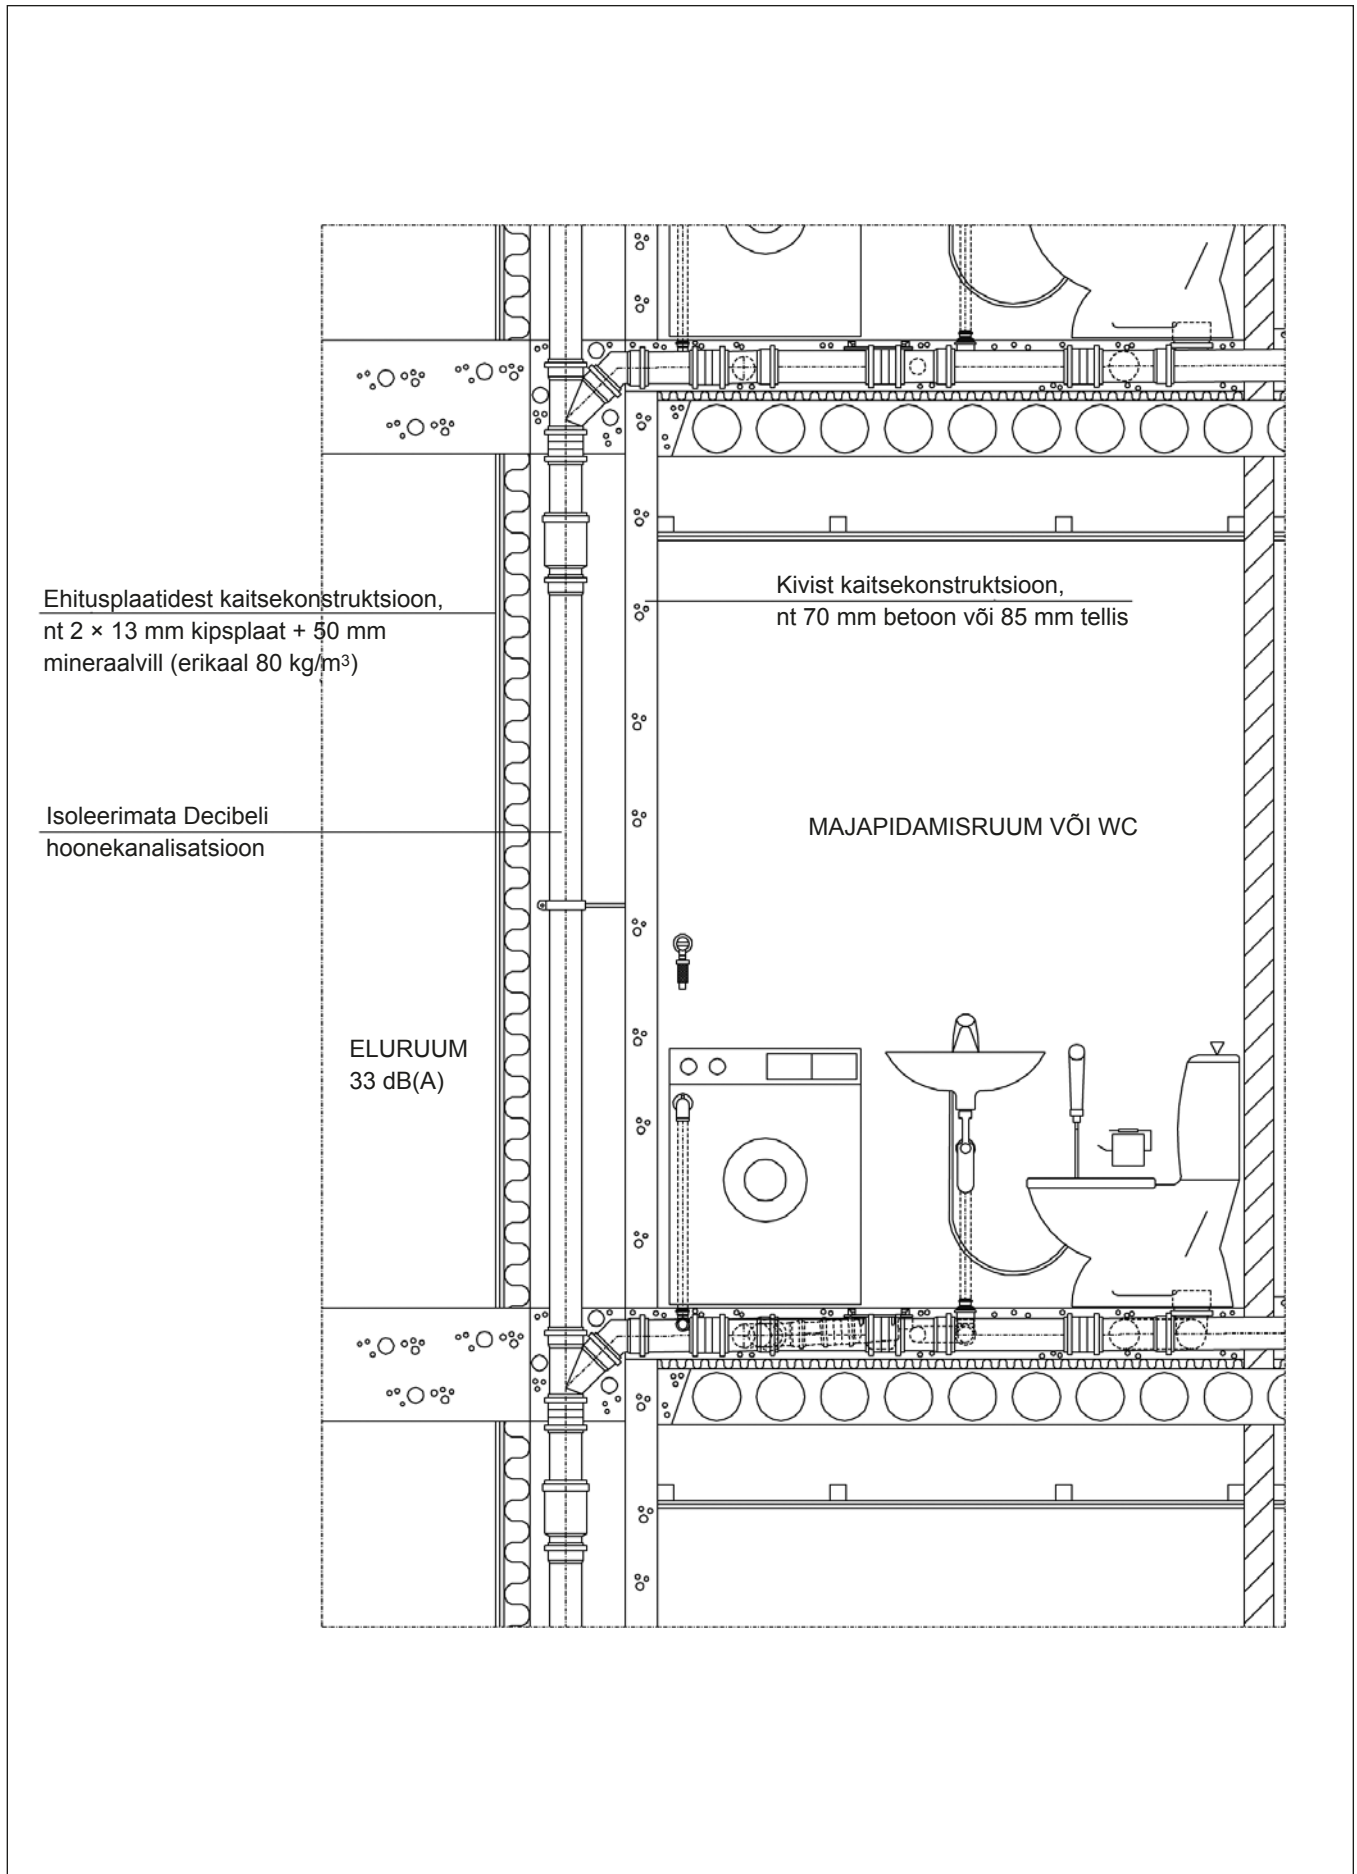 Ehitusplaatidest kaitsekonstruktsioon,
nt 2 × 13 mm kipsplaat + 50 mm
mineraalvill (erikaal 80 kg/m³)
Kivist kaitsekonstruktsioon,
nt 70 mm betoon või 85 mm tellis
Isoleerimata Decibeli
hoonekanalisatsioon
MAJAPIDAMISRUUM VÕI WC
ELURUUM
33 dB(A)